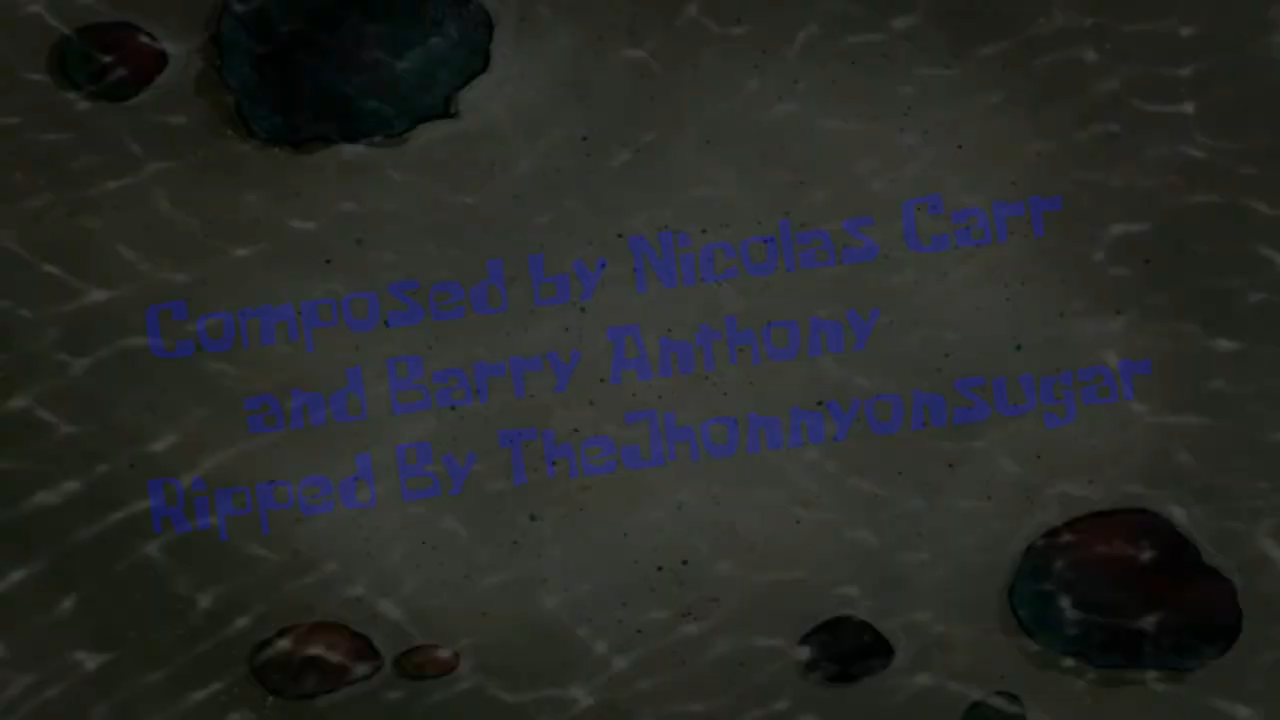 Composed by Nicolas Carr
and Barry Anthony
Ripped By TheJhonnyonsugar